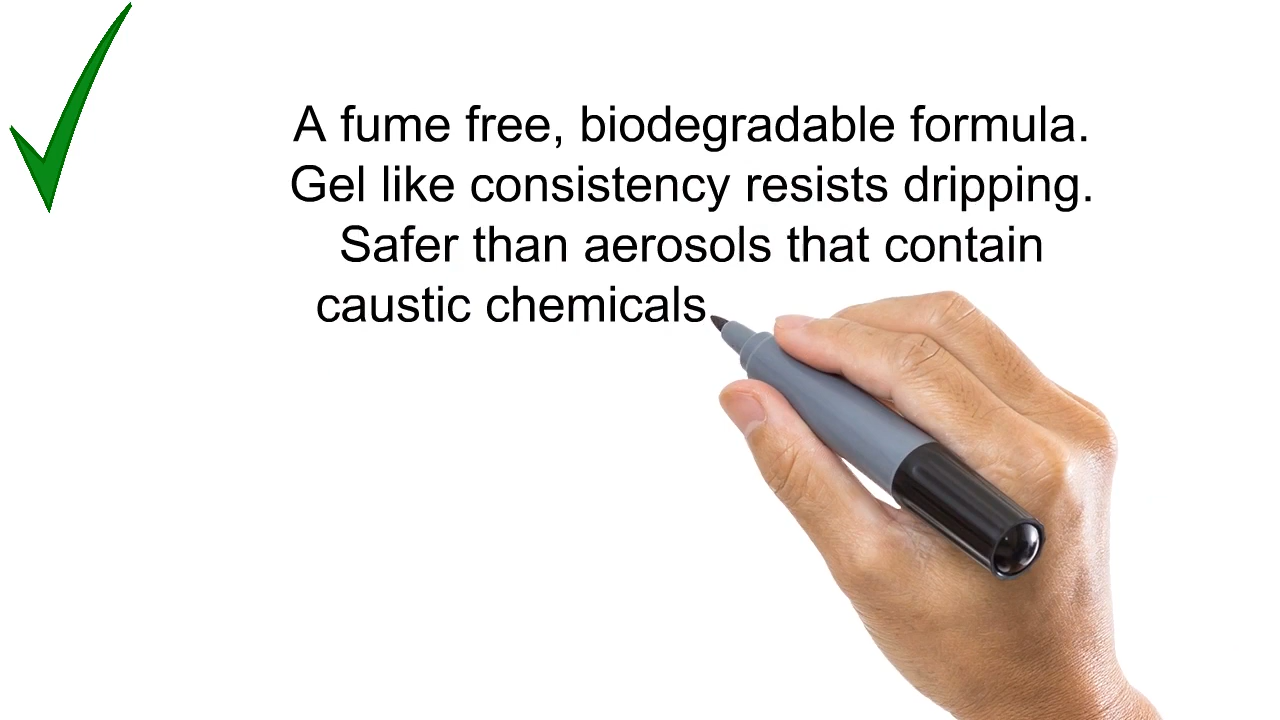 A fume free, biodegradable formula.
Gel like consistency resists dripping.
Safer than aerosols that contain
caustic chemicals